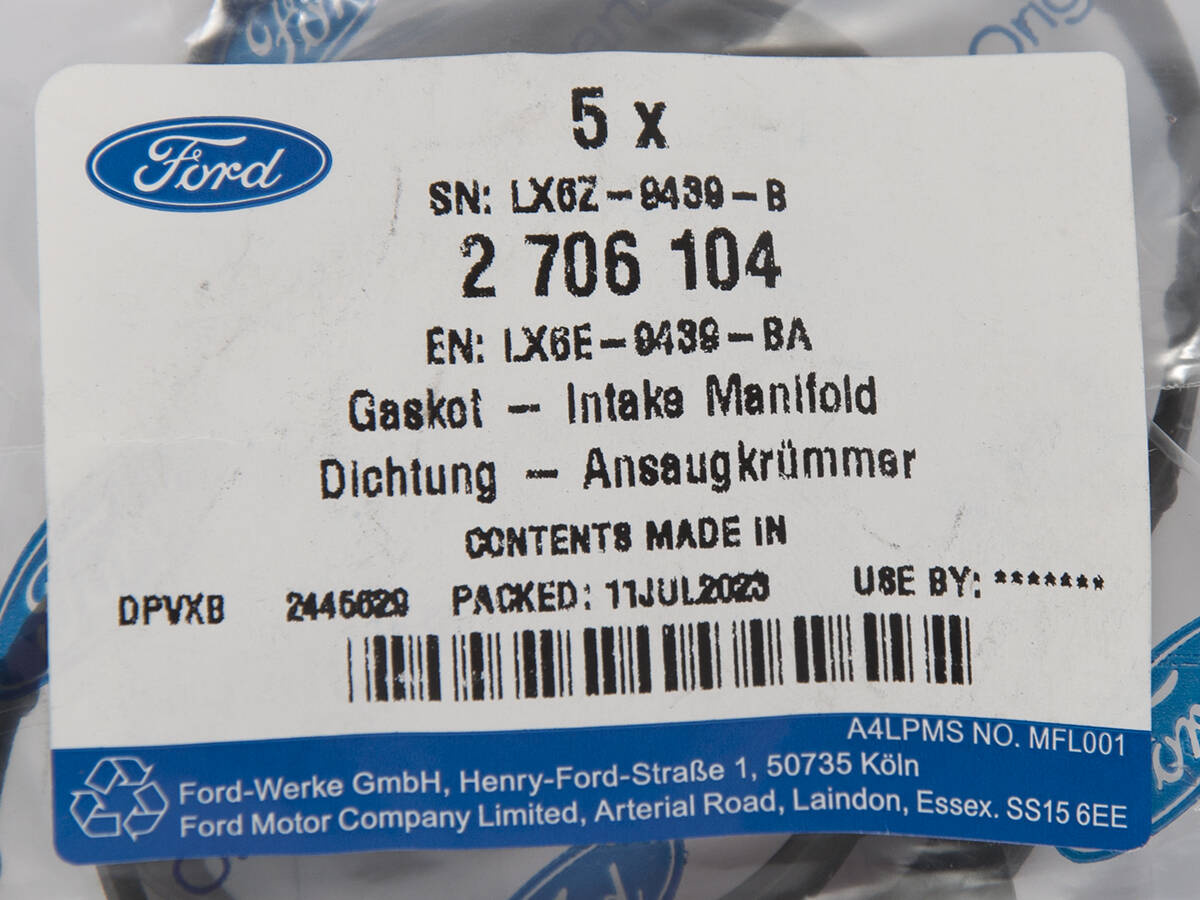 Ford
Orig
5 x
Ford
SN: LX6Z-9439-B
2 706 104
EN: LX6E-9439-BA
Gasket - Intake Manifold
Dichtung - Ansaugkrümmer
CONTENTS MADE IN
DPVXB 2445629 PACKED: 11JUL2023 USE BY: *******
A4LPMS NO. MFL001
Ford-Werke GmbH, Henry-Ford-Straße 1, 50735 Köln
Ford Motor Company Limited, Arterial Road, Laindon, Essex. SS15 6EE